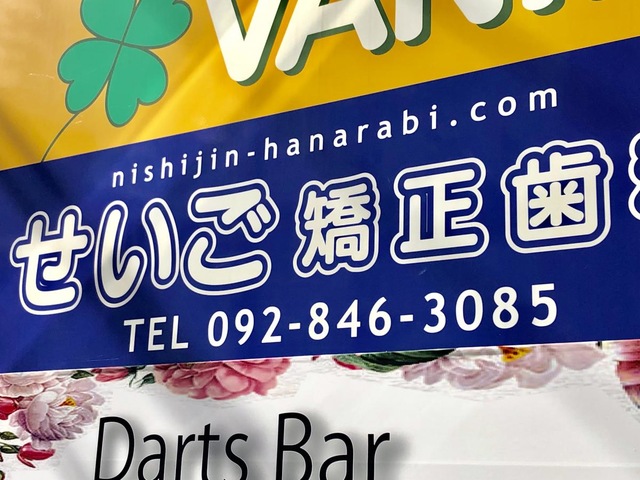 nishijin-hanarabi.com
せいご矯正歯
TEL 092-846-3085
Darts Bar